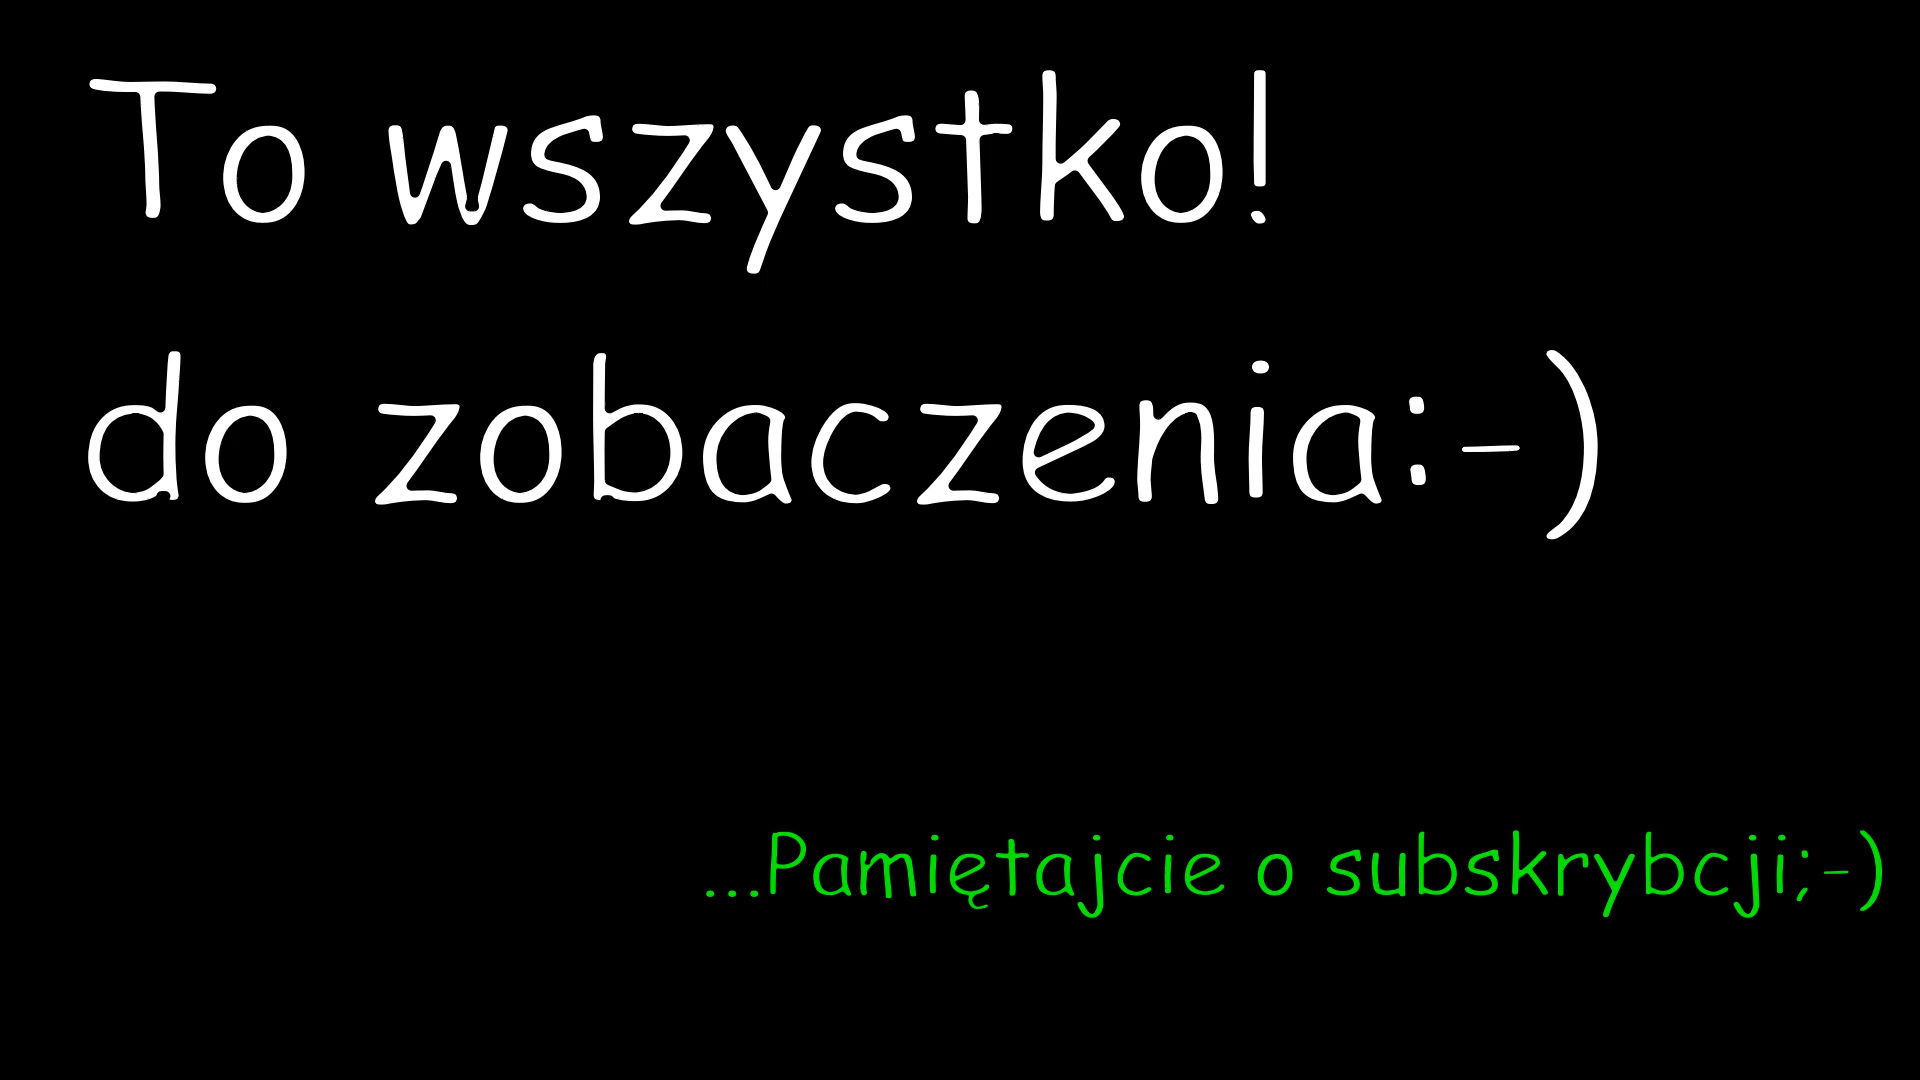 To wszystko!
do zobaczenia:-)
...Pamiętajcie o subskrybcji;-)